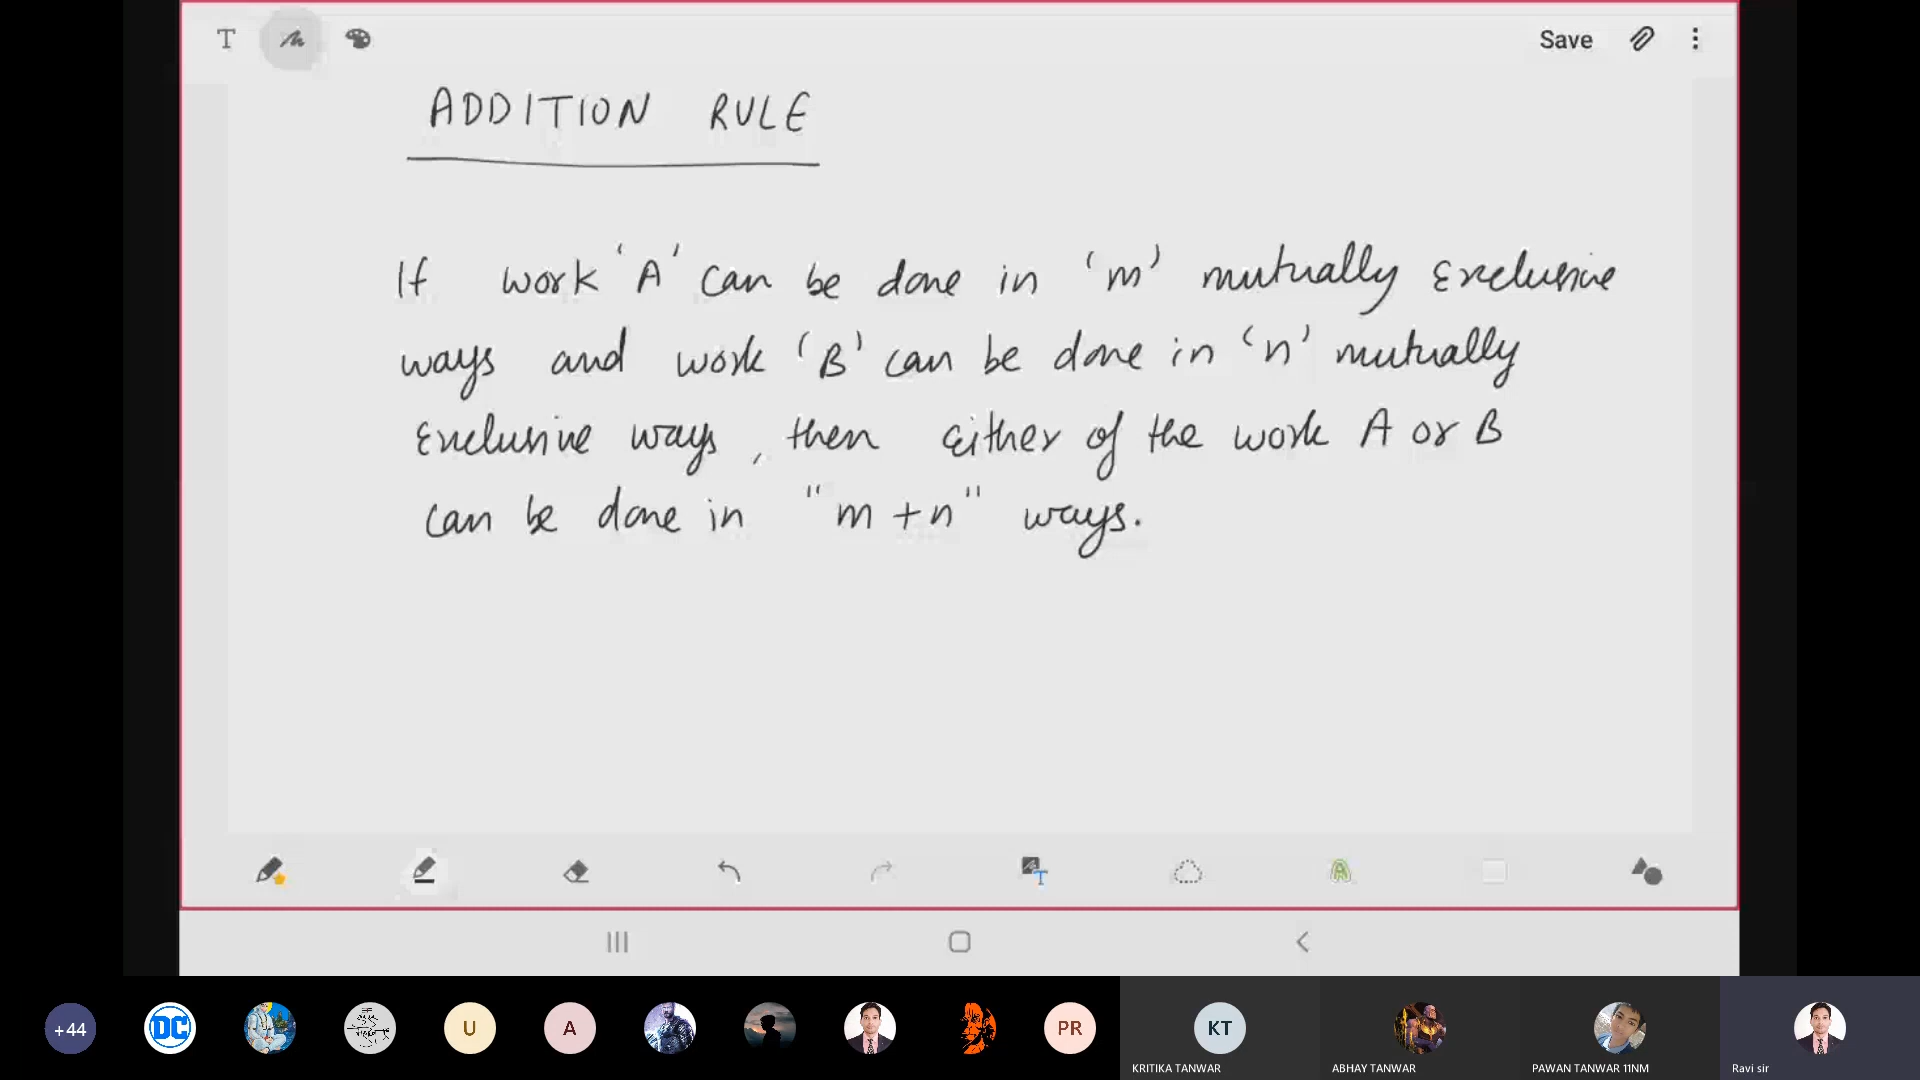 T
Save
ADDITION RULE
If work 'A' can be done in 'm' mutually exclusive
ways and work 'B' can be done in 'n' mutually
exclusive ways, then either of the work A or B
can be done in "m+n" ways.
T
A
+44
DC
U
A
PR
KT
KRITIKA TANWAR
ABHAY TANWAR
PAWAN TANWAR 11NM
Ravi sir